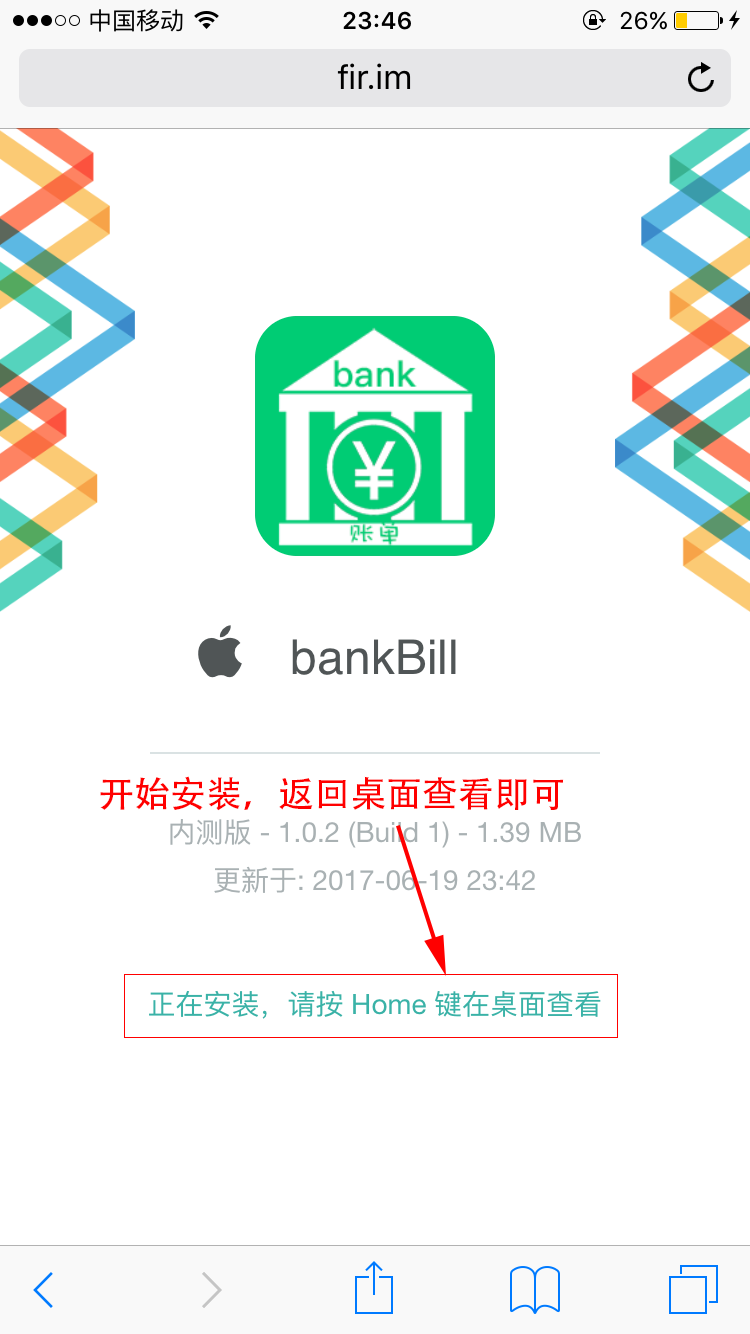 中国移动 23:46 26%
fir.im
bank
¥
账单
bankBill
开始安装，返回桌面查看即可
内测版 - 1.0.2 (Build 1) - 1.39 MB
更新于: 2017-06-19 23:42
正在安装，请按 Home 键在桌面查看